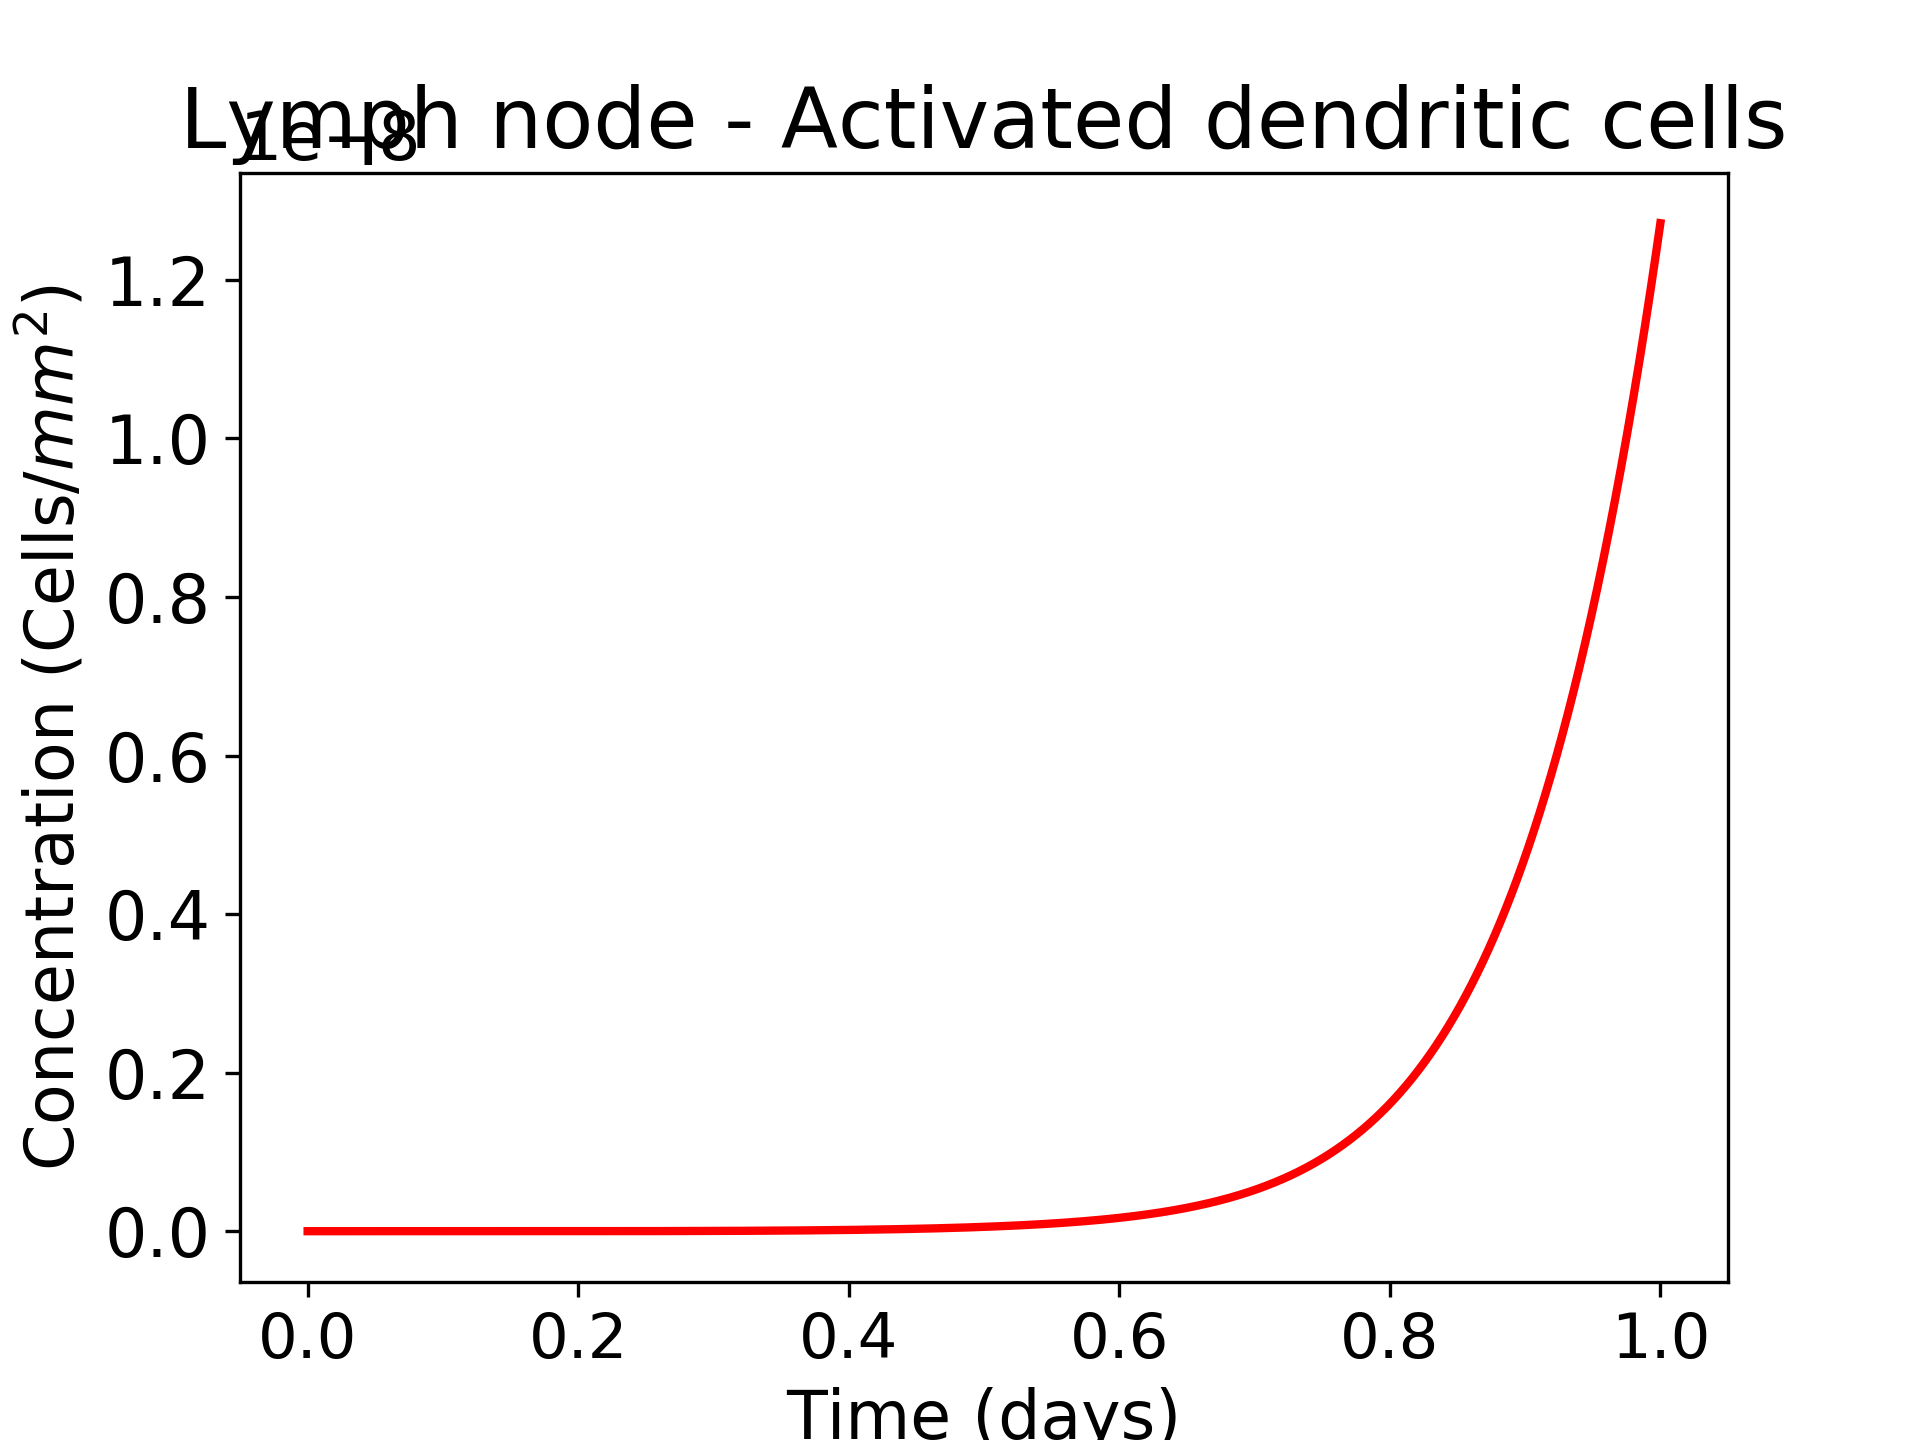 Lymph node - Activated dendritic cells
1e−8
Concentration (Cells/mm²)
1.2
1.0
0.8
0.6
0.4
0.2
0.0
0.0 0.2 0.4 0.6 0.8 1.0
Time (days)